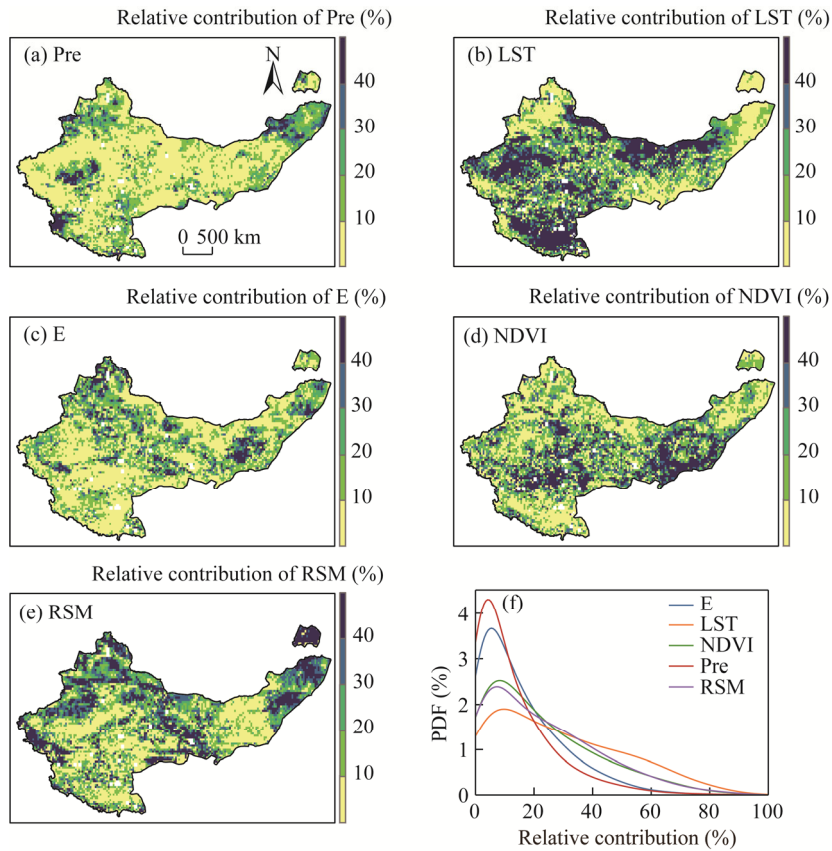 Relative contribution of Pre (%)
(a) Pre
N
40
30
20
10
0 500 km
Relative contribution of LST (%)
(b) LST
40
30
20
10
Relative contribution of E (%)
(c) E
40
30
20
10
Relative contribution of NDVI (%)
(d) NDVI
40
30
20
10
Relative contribution of RSM (%)
(e) RSM
40
30
20
10
(f)
E
LST
NDVI
Pre
RSM
PDF (%)
4
3
2
1
0
0 20 40 60 80 100
Relative contribution (%)